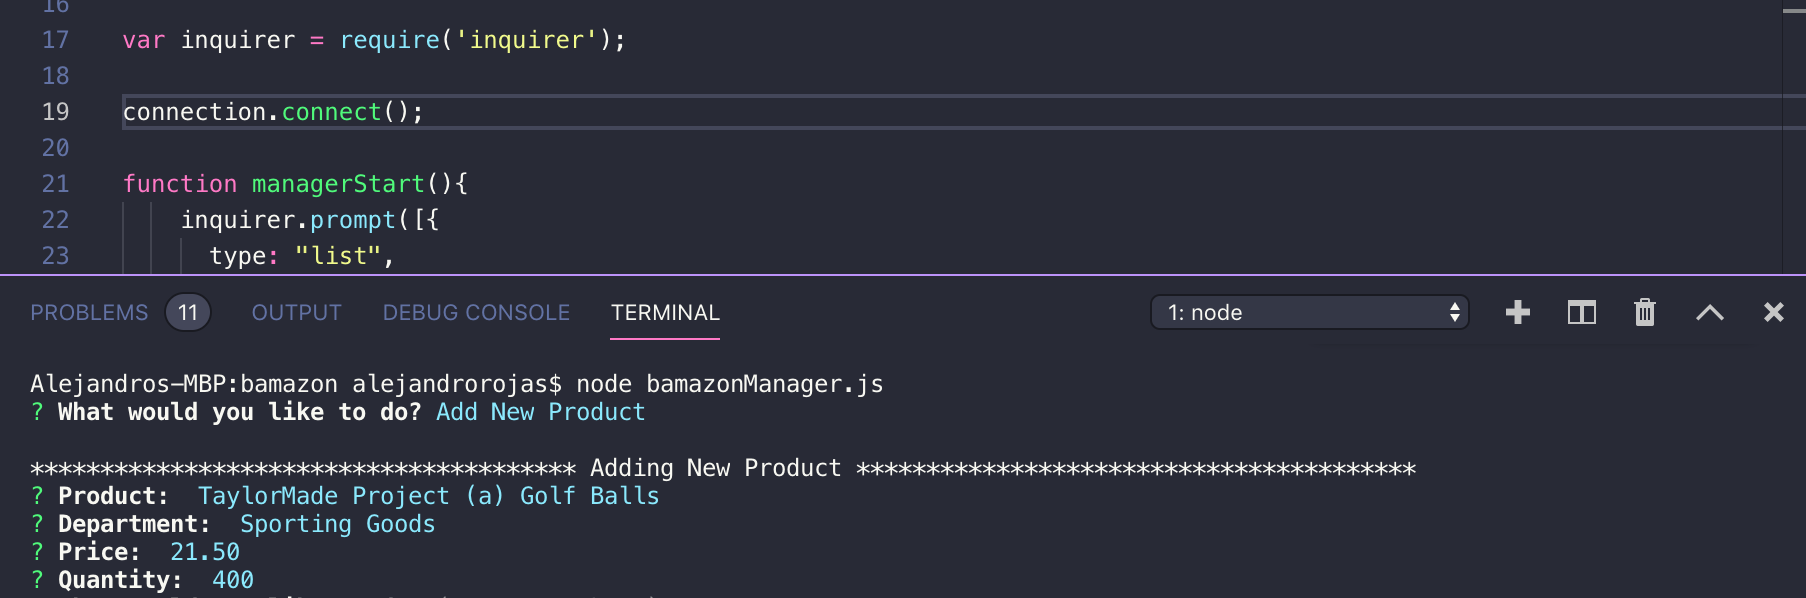 16
17 var inquirer = require('inquirer');
18
19 connection.connect();
20
21 function managerStart(){
22 inquirer.prompt([{
23 type: "list",
PROBLEMS 11 OUTPUT DEBUG CONSOLE TERMINAL 1: node
Alejandros-MBP:bamazon alejandrorojas$ node bamazonManager.js
? What would you like to do? Add New Product
*************************************** Adding New Product ****************************************
? Product: TaylorMade Project (a) Golf Balls
? Department: Sporting Goods
? Price: 21.50
? Quantity: 400